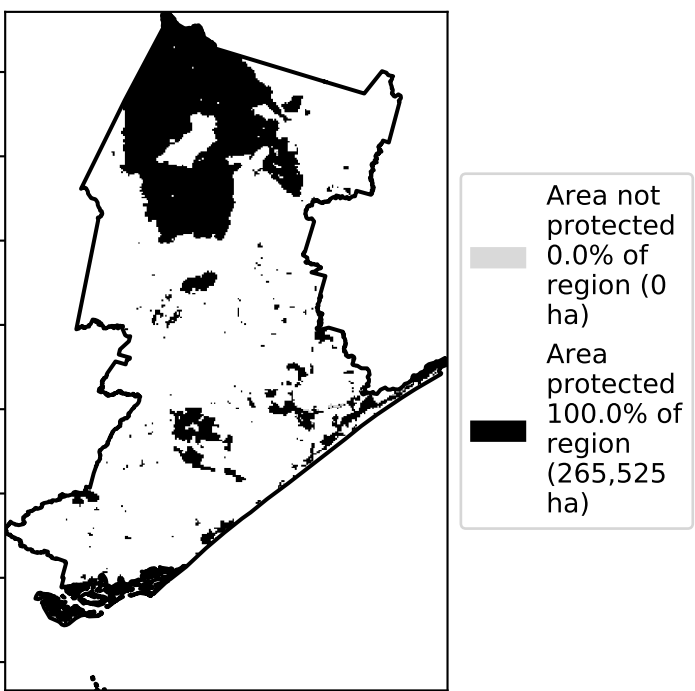 Area not
protected
0.0% of
region (0
ha)
Area
protected
100.0% of
region
(265,525
ha)